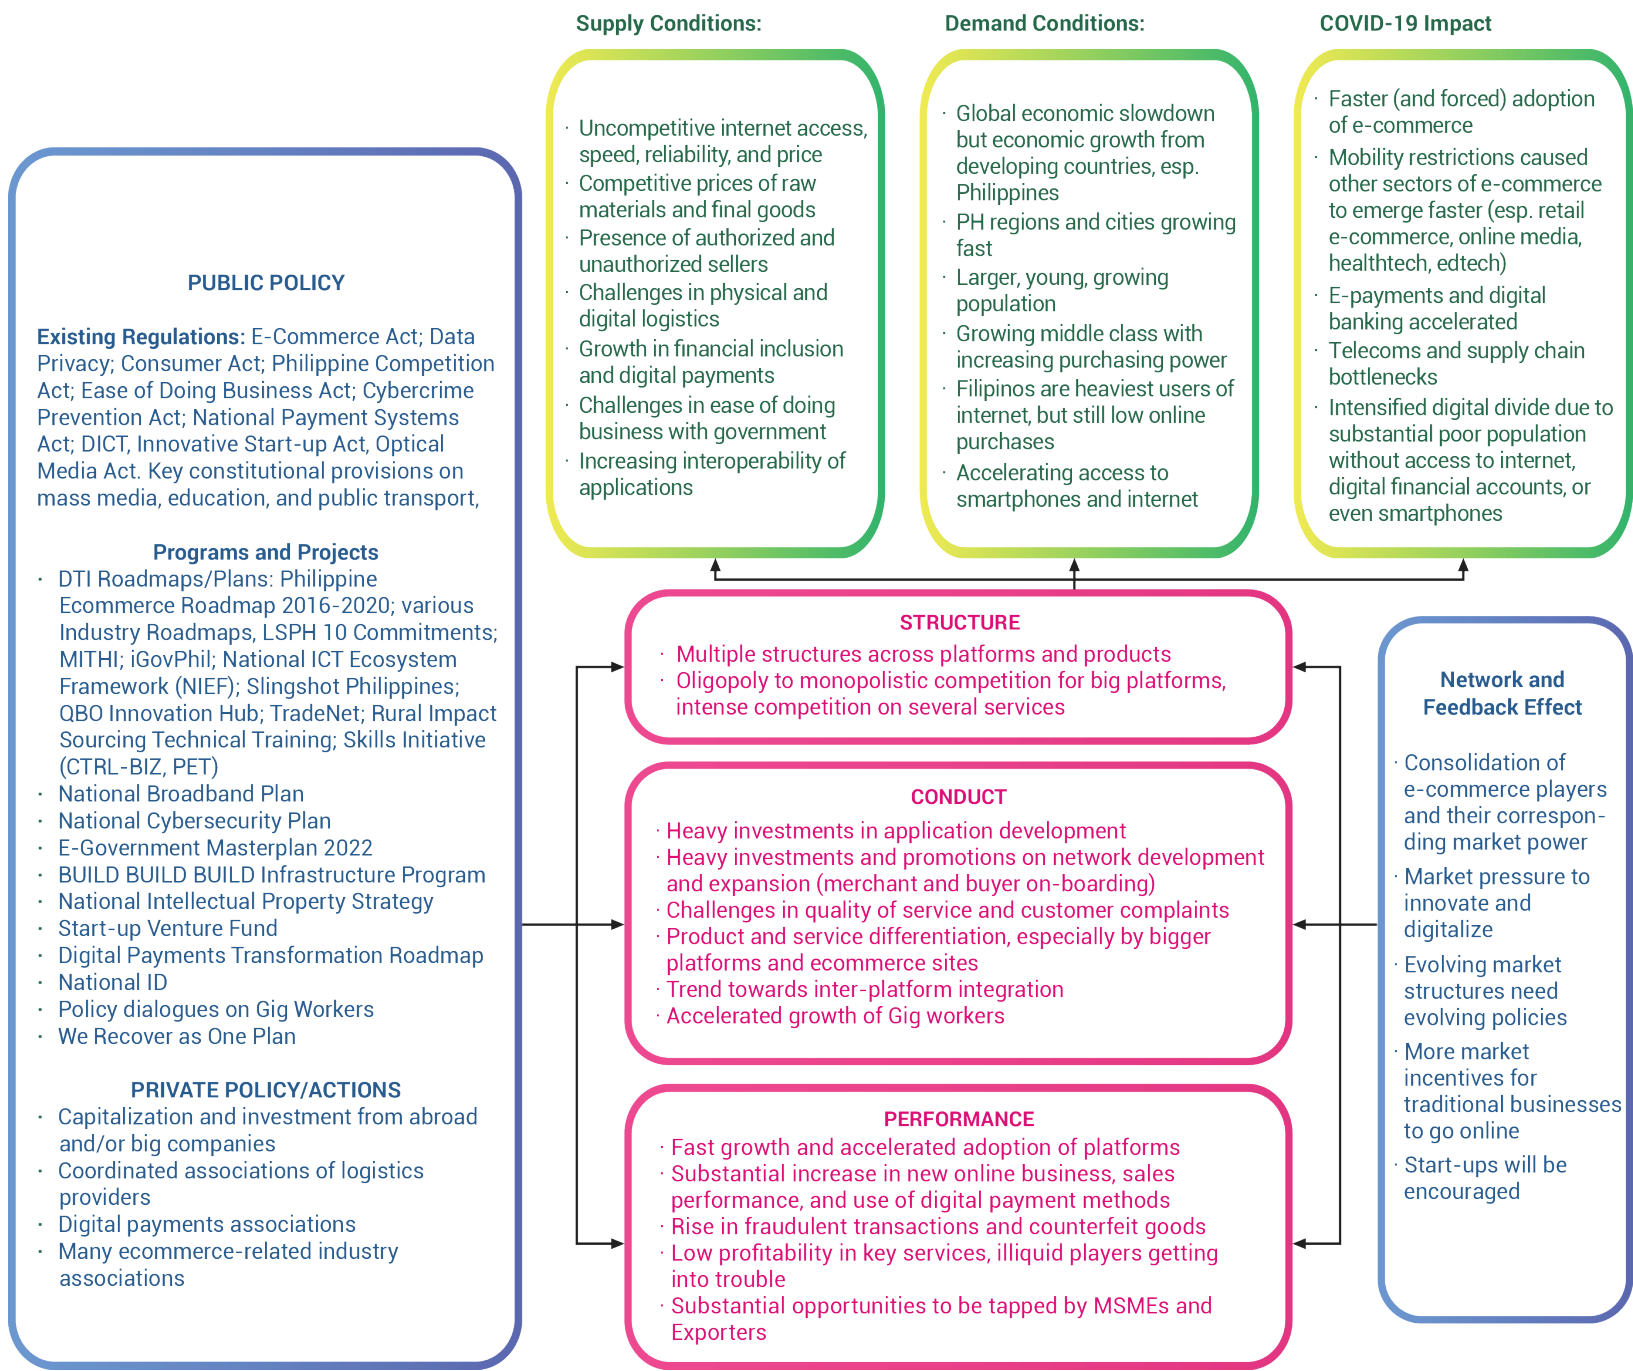 Supply Conditions:
· Uncompetitive internet access,
speed, reliability, and price
· Competitive prices of raw
materials and final goods
· Presence of authorized and
unauthorized sellers
· Challenges in physical and
digital logistics
· Growth in financial inclusion
and digital payments
· Challenges in ease of doing
business with government
· Increasing interoperability of
applications
Demand Conditions:
· Global economic slowdown
but economic growth from
developing countries, esp.
Philippines
· PH regions and cities growing
fast
· Larger, young, growing
population
· Growing middle class with
increasing purchasing power
· Filipinos are heaviest users of
internet, but still low online
purchases
· Accelerating access to
smartphones and internet
COVID-19 Impact
· Faster (and forced) adoption
of e-commerce
· Mobility restrictions caused
other sectors of e-commerce
to emerge faster (esp. retail
e-commerce, online media,
healthtech, edtech)
· E-payments and digital
banking accelerated
· Telecoms and supply chain
bottlenecks
· Intensified digital divide due to
substantial poor population
without access to internet,
digital financial accounts, or
even smartphones
PUBLIC POLICY
Existing Regulations: E-Commerce Act; Data
Privacy; Consumer Act; Philippine Competition
Act; Ease of Doing Business Act; Cybercrime
Prevention Act; National Payment Systems
Act; DICT, Innovative Start-up Act, Optical
Media Act. Key constitutional provisions on
mass media, education, and public transport,
Programs and Projects
· DTI Roadmaps/Plans: Philippine
Ecommerce Roadmap 2016-2020; various
Industry Roadmaps, LSPH 10 Commitments;
MITHI; iGovPhil; National ICT Ecosystem
Framework (NIEF); Slingshot Philippines;
QBO Innovation Hub; TradeNet; Rural Impact
Sourcing Technical Training; Skills Initiative
(CTRL-BIZ, PET)
· National Broadband Plan
· National Cybersecurity Plan
· E-Government Masterplan 2022
· BUILD BUILD BUILD Infrastructure Program
· National Intellectual Property Strategy
· Start-up Venture Fund
· Digital Payments Transformation Roadmap
· National ID
· Policy dialogues on Gig Workers
· We Recover as One Plan
PRIVATE POLICY/ACTIONS
· Capitalization and investment from abroad
and/or big companies
· Coordinated associations of logistics
providers
· Digital payments associations
· Many ecommerce-related industry
associations
STRUCTURE
· Multiple structures across platforms and products
· Oligopoly to monopolistic competition for big platforms,
intense competition on several services
CONDUCT
· Heavy investments in application development
· Heavy investments and promotions on network development
and expansion (merchant and buyer on-boarding)
· Challenges in quality of service and customer complaints
· Product and service differentiation, especially by bigger
platforms and ecommerce sites
· Trend towards inter-platform integration
· Accelerated growth of Gig workers
PERFORMANCE
· Fast growth and accelerated adoption of platforms
· Substantial increase in new online business, sales
performance, and use of digital payment methods
· Rise in fraudulent transactions and counterfeit goods
· Low profitability in key services, illiquid players getting
into trouble
· Substantial opportunities to be tapped by MSMEs and
Exporters
Network and
Feedback Effect
· Consolidation of
e-commerce players
and their correspon-
ding market power
· Market pressure to
innovate and
digitalize
· Evolving market
structures need
evolving policies
· More market
incentives for
traditional businesses
to go online
· Start-ups will be
encouraged